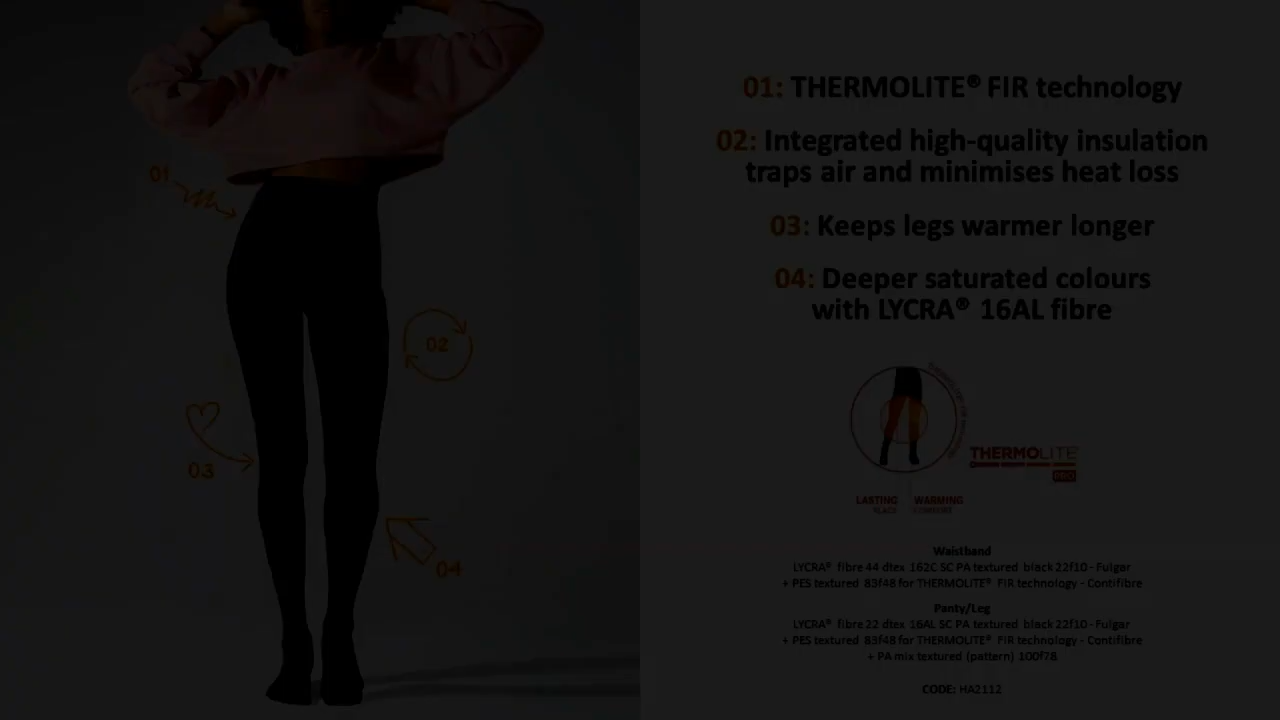 01
02
03
04
01: THERMOLITE® FIR technology
02: Integrated high-quality insulation
traps air and minimises heat loss
03: Keeps legs warmer longer
04: Deeper saturated colours
with LYCRA® 16AL fibre
THERMOLITE®
PRO
LASTING WARMING
PLACE COMFORT
Waistband
LYCRA® fibre 44 dtex 162C SC PA textured black 22f10 - Fulgar
+ PES textured 83f48 for THERMOLITE® FIR technology - Contifibre
Panty/Leg
LYCRA® fibre 22 dtex 16AL SC PA textured black 22f10 - Fulgar
+ PES textured 83f48 for THERMOLITE® FIR technology - Contifibre
+ PA mix textured (pattern) 100f78
CODE: HA2112